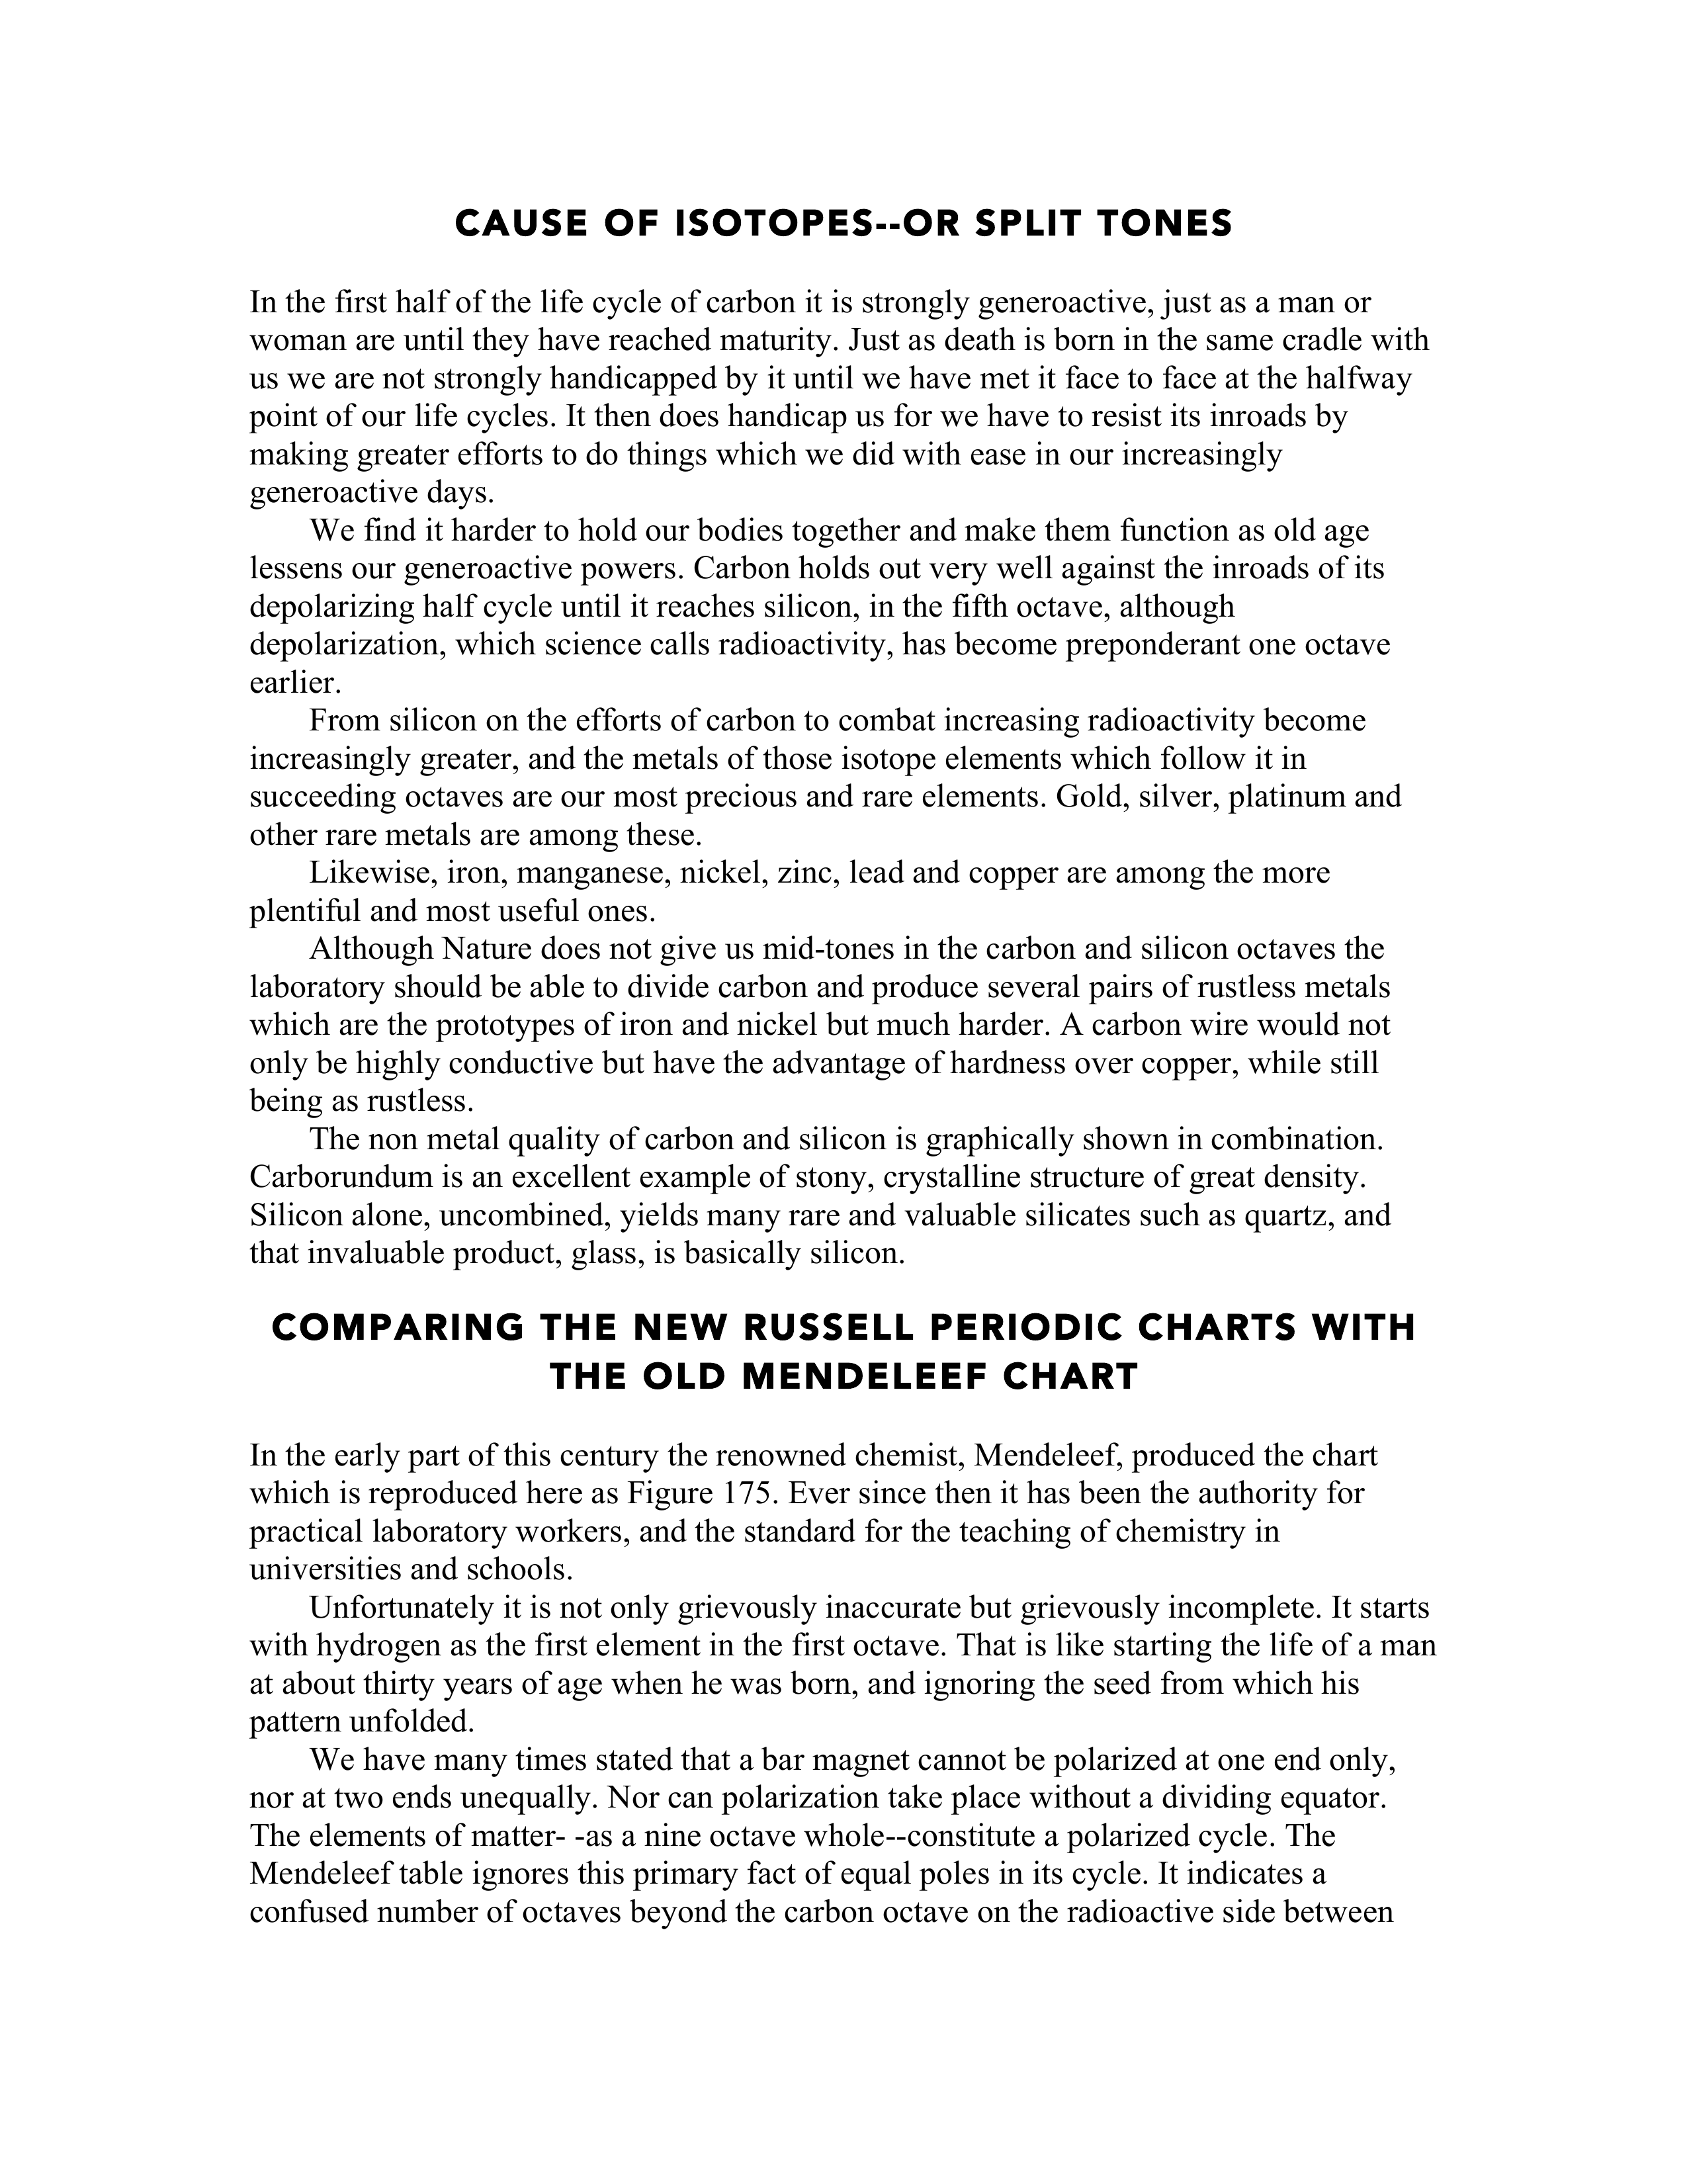 CAUSE OF ISOTOPES--OR SPLIT TONES
In the first half of the life cycle of carbon it is strongly generoactive, just as a man or
woman are until they have reached maturity. Just as death is born in the same cradle with
us we are not strongly handicapped by it until we have met it face to face at the halfway
point of our life cycles. It then does handicap us for we have to resist its inroads by
making greater efforts to do things which we did with ease in our increasingly
generoactive days.
We find it harder to hold our bodies together and make them function as old age
lessens our generoactive powers. Carbon holds out very well against the inroads of its
depolarizing half cycle until it reaches silicon, in the fifth octave, although
depolarization, which science calls radioactivity, has become preponderant one octave
earlier.
From silicon on the efforts of carbon to combat increasing radioactivity become
increasingly greater, and the metals of those isotope elements which follow it in
succeeding octaves are our most precious and rare elements. Gold, silver, platinum and
other rare metals are among these.
Likewise, iron, manganese, nickel, zinc, lead and copper are among the more
plentiful and most useful ones.
Although Nature does not give us mid-tones in the carbon and silicon octaves the
laboratory should be able to divide carbon and produce several pairs of rustless metals
which are the prototypes of iron and nickel but much harder. A carbon wire would not
only be highly conductive but have the advantage of hardness over copper, while still
being as rustless.
The non metal quality of carbon and silicon is graphically shown in combination.
Carborundum is an excellent example of stony, crystalline structure of great density.
Silicon alone, uncombined, yields many rare and valuable silicates such as quartz, and
that invaluable product, glass, is basically silicon.
COMPARING THE NEW RUSSELL PERIODIC CHARTS WITH
THE OLD MENDELEEF CHART
In the early part of this century the renowned chemist, Mendeleef, produced the chart
which is reproduced here as Figure 175. Ever since then it has been the authority for
practical laboratory workers, and the standard for the teaching of chemistry in
universities and schools.
Unfortunately it is not only grievously inaccurate but grievously incomplete. It starts
with hydrogen as the first element in the first octave. That is like starting the life of a man
at about thirty years of age when he was born, and ignoring the seed from which his
pattern unfolded.
We have many times stated that a bar magnet cannot be polarized at one end only,
nor at two ends unequally. Nor can polarization take place without a dividing equator.
The elements of matter- -as a nine octave whole--constitute a polarized cycle. The
Mendeleef table ignores this primary fact of equal poles in its cycle. It indicates a
confused number of octaves beyond the carbon octave on the radioactive side between